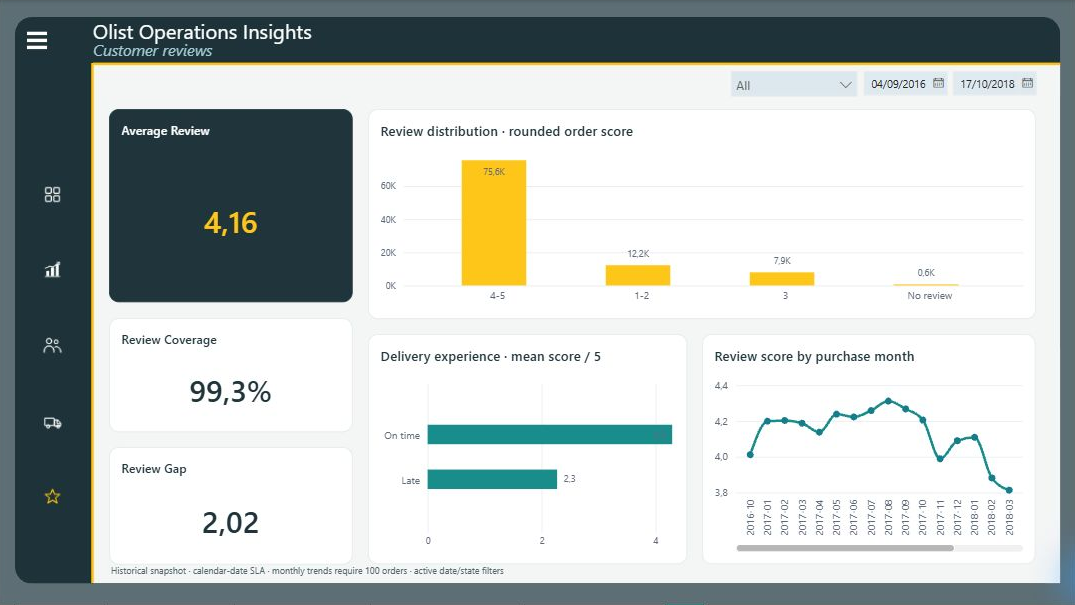 Olist Operations Insights
Customer reviews
All
04/09/2016
17/10/2018
Average Review
4,16
Review distribution · rounded order score
60K
40K
20K
0K
75,6K
12,2K
7,9K
0,6K
4-5
1-2
3
No review
Review Coverage
99,3%
Review Gap
2,02
Delivery experience · mean score / 5
On time
Late
2,3
0
2
4
Review score by purchase month
4,4
4,2
4,0
3,8
2016-10
2017-01
2017-02
2017-03
2017-04
2017-05
2017-06
2017-07
2017-08
2017-09
2017-10
2017-11
2017-12
2018-01
2018-02
2018-03
Historical snapshot · calendar-date SLA · monthly trends require 100 orders · active date/state filters